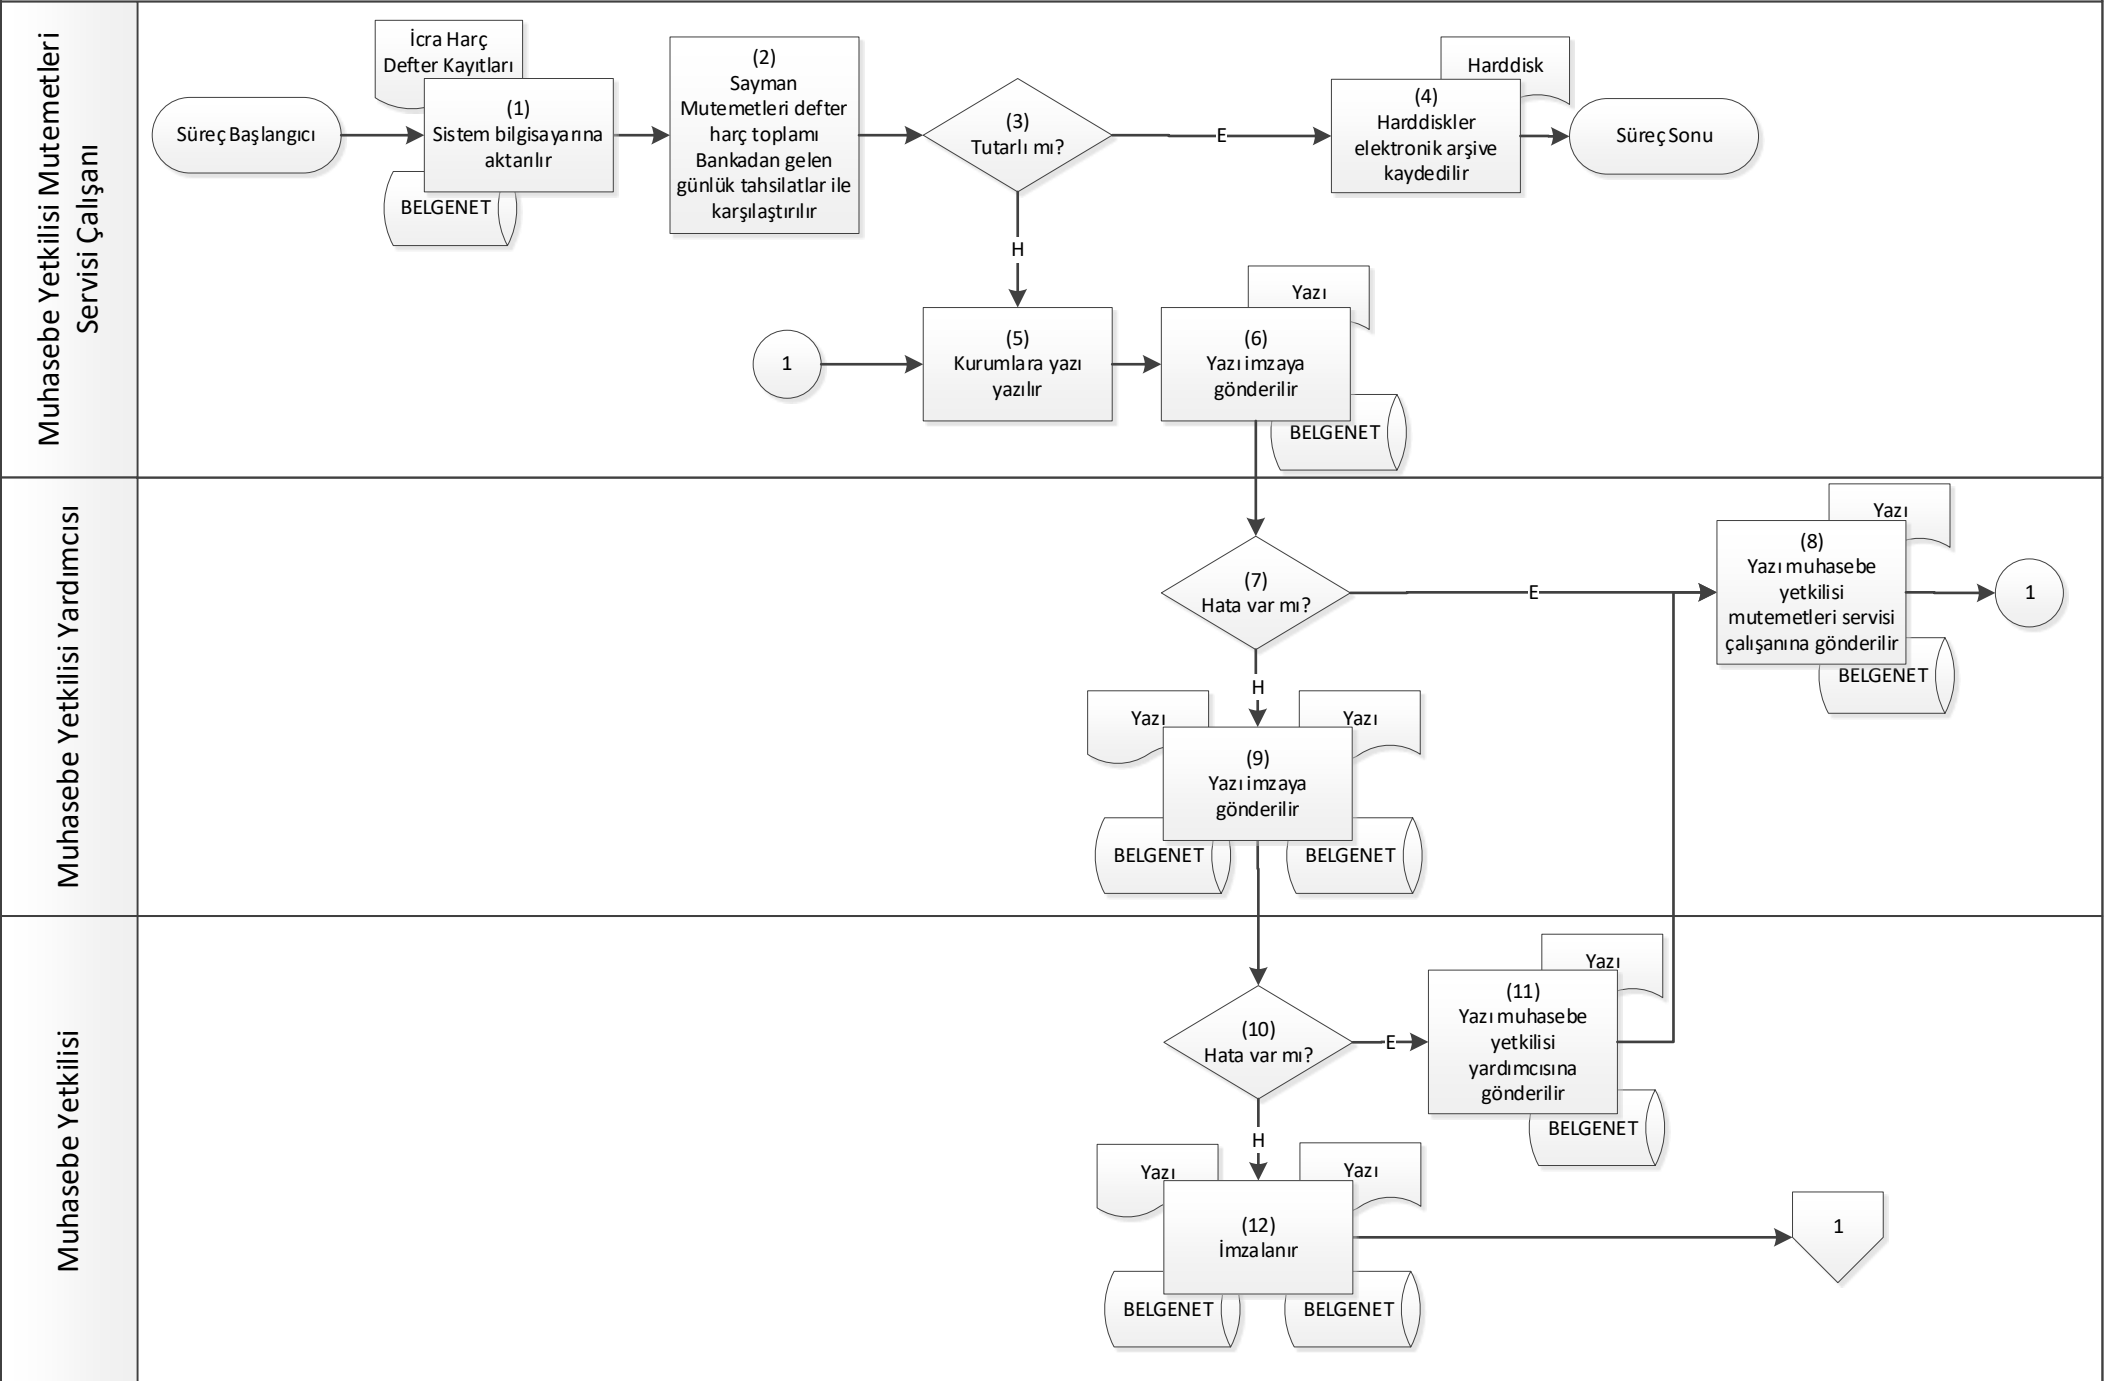 Muhasebe Yetkilisi Mutemetleri
Servisi Çalışanı
Süreç Başlangıcı
İcra Harç
Defter Kayıtları
(1)
Sistem bilgisayarına
aktarılır
BELGENET
(2)
Sayman
Mutemetleri defter
harç toplamı
Bankadan gelen
günlük tahsilatlar ile
karşılaştırılır
(3)
Tutarlı mı?
E
Harddisk
(4)
Harddiskler
elektronik arşive
kaydedilir
Süreç Sonu
H
1
(5)
Kurumlara yazı
yazılır
Yazı
(6)
Yazı imzaya
gönderilir
BELGENET
Muhasebe Yetkilisi Yardımcısı
(7)
Hata var mı?
E
Yazı
(8)
Yazı muhasebe
yetkilisi
mutemetleri servisi
çalışanına gönderilir
BELGENET
1
H
Yazı
Yazı
(9)
Yazı imzaya
gönderilir
BELGENET
BELGENET
Muhasebe Yetkilisi
(10)
Hata var mı?
E
Yazı
(11)
Yazı muhasebe
yetkilisi
yardımcısına
gönderilir
BELGENET
H
Yazı
Yazı
(12)
İmzalanır
BELGENET
BELGENET
1